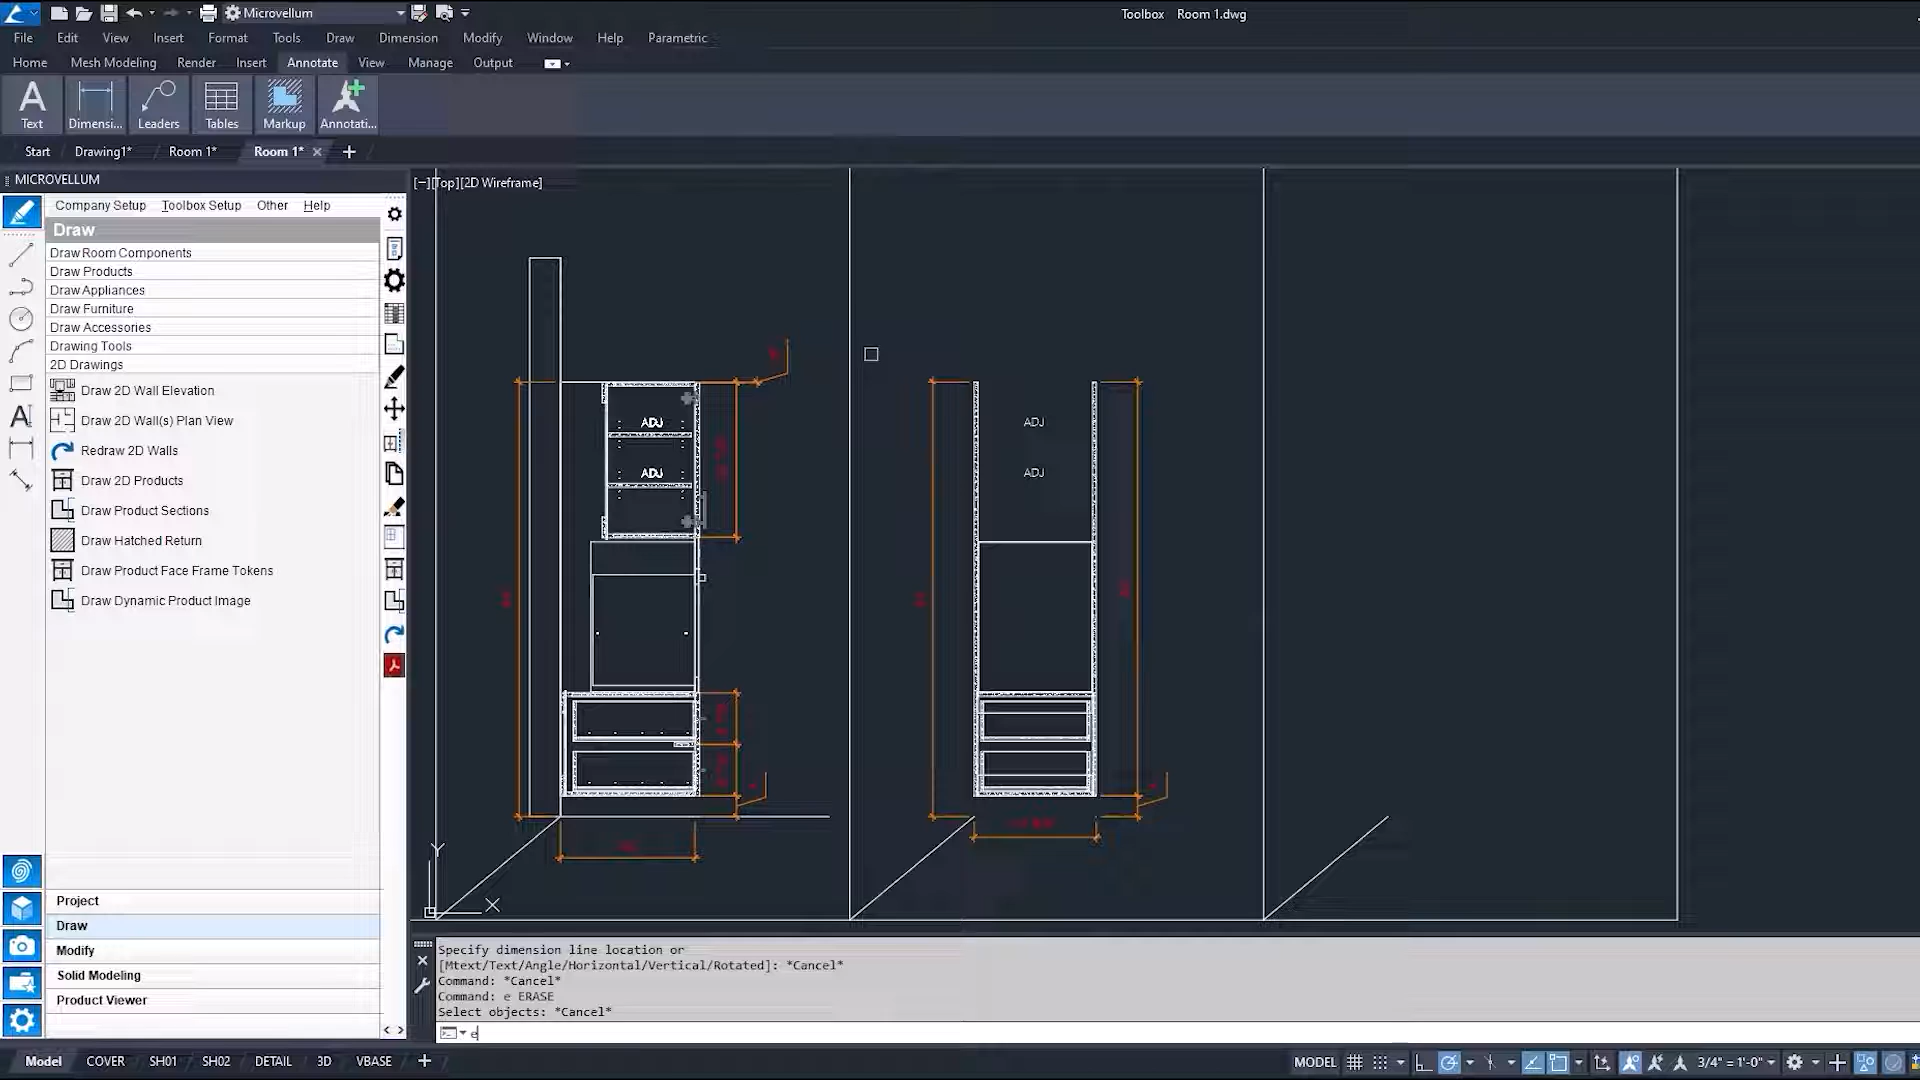 Microvellum
Toolbox Room 1.dwg
File Edit View Insert Format Tools Draw Dimension Modify Window Help Parametric
Home Mesh Modeling Render Insert Annotate View Manage Output
Text Dimensi... Leaders Tables Markup Annotati...
Start Drawing1* Room 1* Room 1*
MICROVELLUM
[−][Top][2D Wireframe]
Company Setup Toolbox Setup Other Help
Draw
Draw Room Components
Draw Products
Draw Appliances
Draw Furniture
Draw Accessories
Drawing Tools
2D Drawings
Draw 2D Wall Elevation
Draw 2D Wall(s) Plan View
Redraw 2D Walls
Draw 2D Products
Draw Product Sections
Draw Hatched Return
Draw Product Face Frame Tokens
Draw Dynamic Product Image
ADJ
ADJ
ADJ
ADJ
Y
X
Project
Draw
Modify
Solid Modeling
Product Viewer
Specify dimension line location or
[Mtext/Text/Angle/Horizontal/Vertical/Rotated]: *Cancel*
Command: *Cancel*
Command: e ERASE
Select objects: *Cancel*
e
Model COVER SH01 SH02 DETAIL 3D VBASE
MODEL 3/4" = 1'-0"